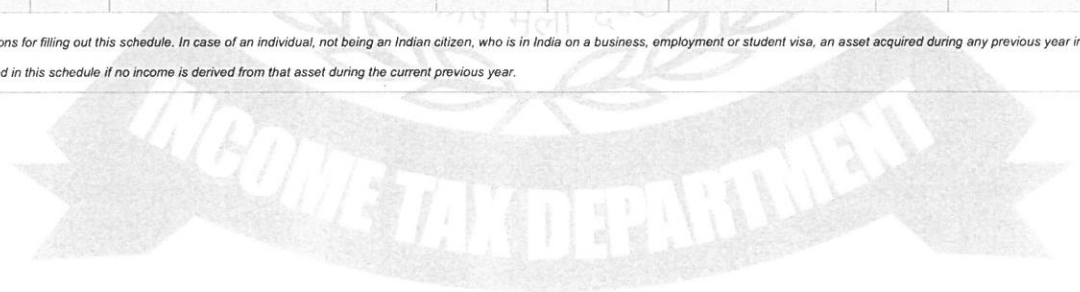 ons for filling out this schedule. In case of an individual, not being an Indian citizen, who is in India on a business, employment or student visa, an asset acquired during any previous year in
d in this schedule if no income is derived from that asset during the current previous year.
INCOME TAX DEPARTMENT